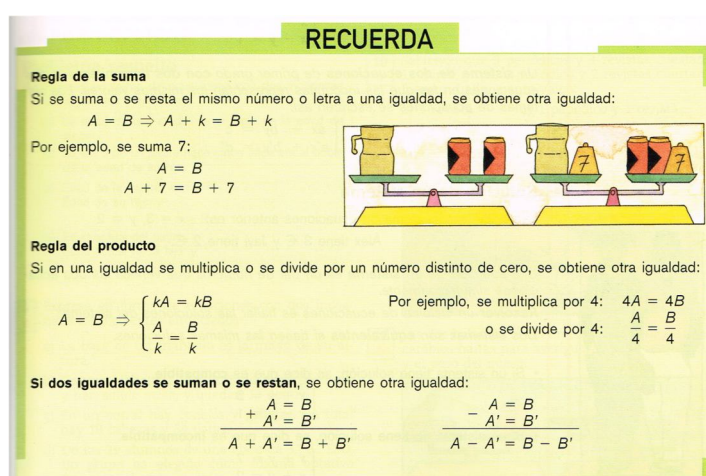 RECUERDA
Regla de la suma
Si se suma o se resta el mismo número o letra a una igualdad, se obtiene otra igualdad:
A = B ⇒ A + k = B + k
Por ejemplo, se suma 7:
A = B
A + 7 = B + 7
7 7
Regla del producto
Si en una igualdad se multiplica o se divide por un número distinto de cero, se obtiene otra igualdad:
A = B ⇒ { kA = kB
A/k = B/k
Por ejemplo, se multiplica por 4: 4A = 4B
o se divide por 4: A/4 = B/4
Si dos igualdades se suman o se restan, se obtiene otra igualdad:
+ A = B
A' = B'
A + A' = B + B'
− A = B
A' = B'
A − A' = B − B'